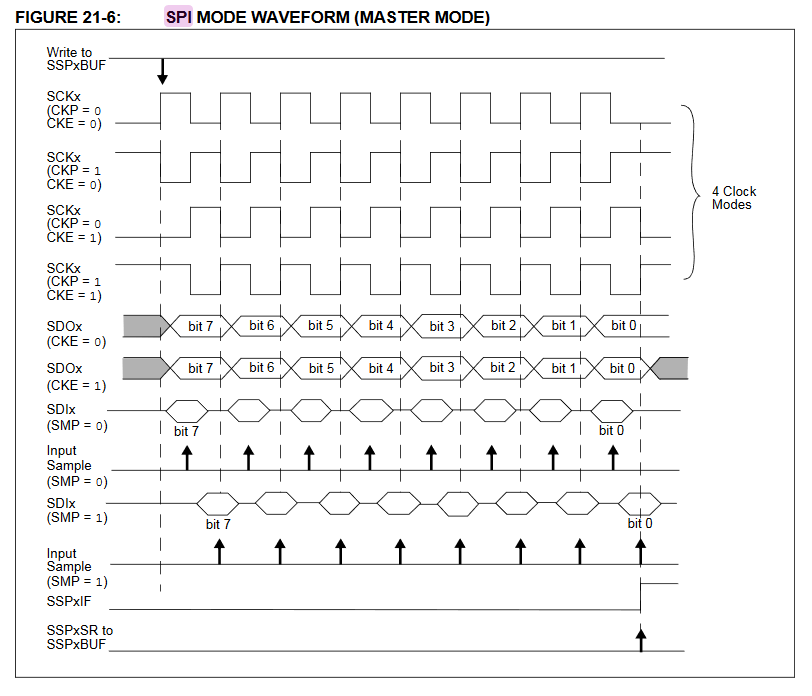 FIGURE 21-6: SPI MODE WAVEFORM (MASTER MODE)
Write to
SSPxBUF
SCKx
(CKP = 0
CKE = 0)
SCKx
(CKP = 1
CKE = 0)
SCKx
(CKP = 0
CKE = 1)
SCKx
(CKP = 1
CKE = 1)
4 Clock
Modes
SDOx
(CKE = 0)
bit 7 bit 6 bit 5 bit 4 bit 3 bit 2 bit 1 bit 0
SDOx
(CKE = 1)
bit 7 bit 6 bit 5 bit 4 bit 3 bit 2 bit 1 bit 0
SDIx
(SMP = 0)
bit 7 bit 0
Input
Sample
(SMP = 0)
SDIx
(SMP = 1)
bit 7 bit 0
Input
Sample
(SMP = 1)
SSPxIF
SSPxSR to
SSPxBUF